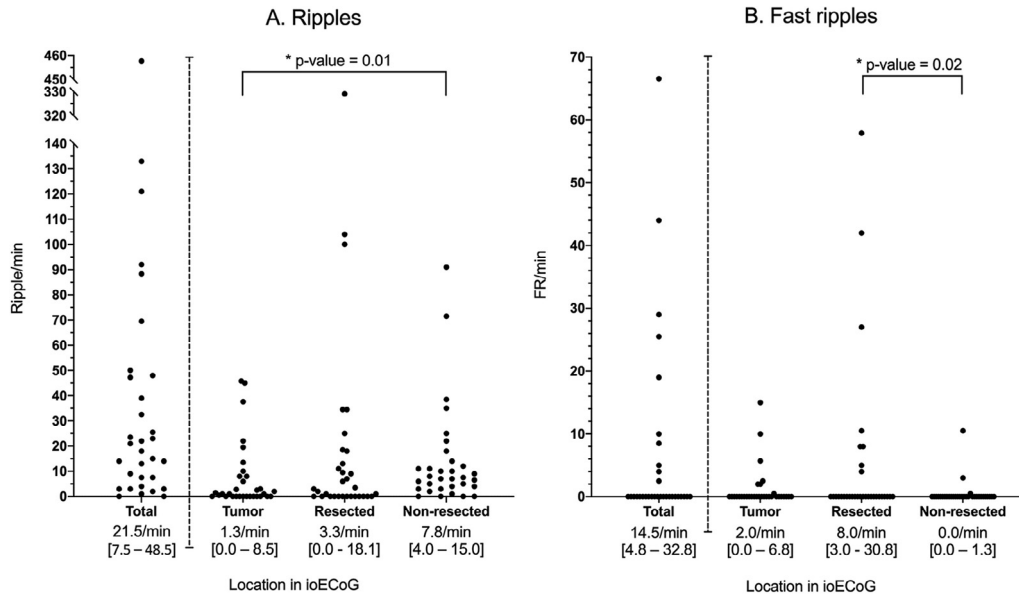 A. Ripples
460
450
330
320
140
130
120
110
100
90
80
70
60
50
40
30
20
10
0
Ripple/min
* p-value = 0.01
Total Tumor Resected Non-resected
21.5/min 1.3/min 3.3/min 7.8/min
[7.5 – 48.5] [0.0 – 8.5] [0.0 - 18.1] [4.0 – 15.0]
Location in ioECoG
B. Fast ripples
70
60
50
40
30
20
10
0
FR/min
* p-value = 0.02
Total Tumor Resected Non-resected
14.5/min 2.0/min 8.0/min 0.0/min
[4.8 – 32.8] [0.0 – 6.8] [3.0 - 30.8] [0.0 – 1.3]
Location in ioECoG